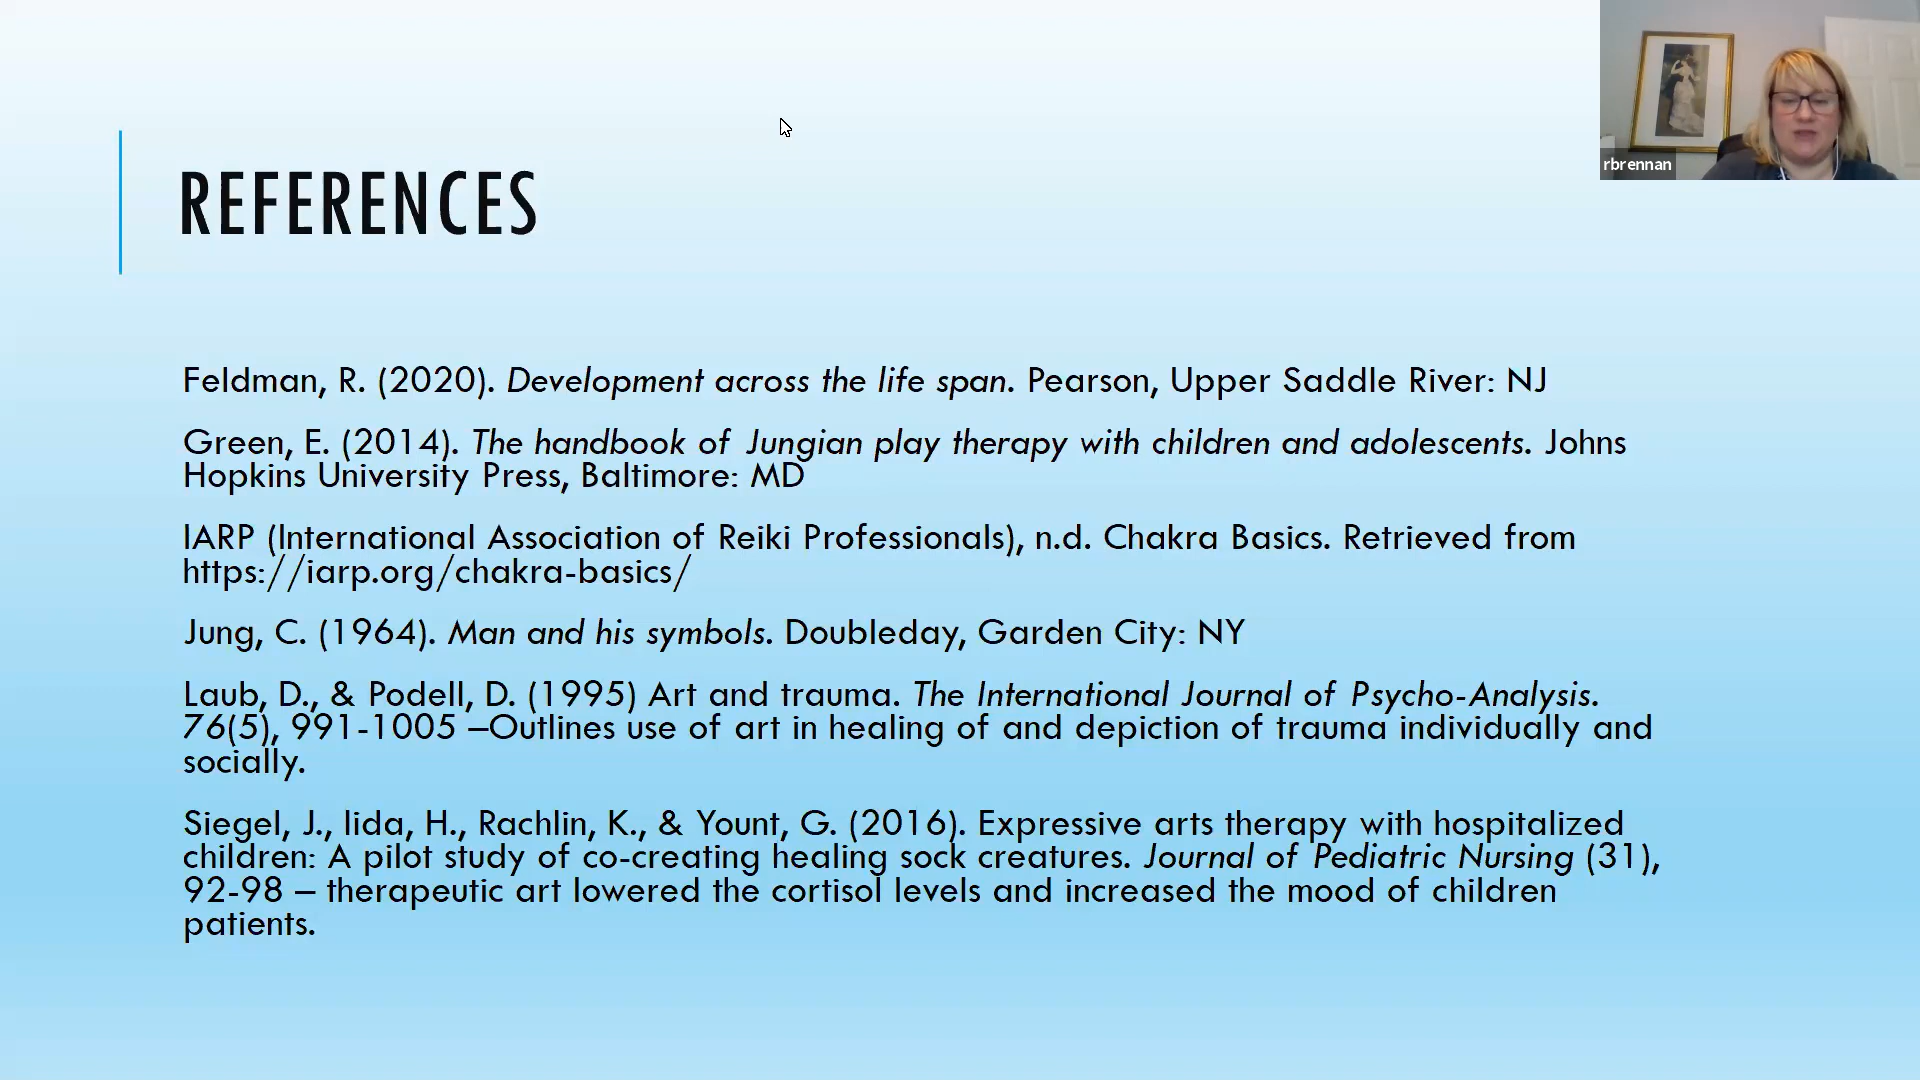 rbrennan
REFERENCES
Feldman, R. (2020). Development across the life span. Pearson, Upper Saddle River: NJ
Green, E. (2014). The handbook of Jungian play therapy with children and adolescents. Johns
Hopkins University Press, Baltimore: MD
IARP (International Association of Reiki Professionals), n.d. Chakra Basics. Retrieved from
https://iarp.org/chakra-basics/
Jung, C. (1964). Man and his symbols. Doubleday, Garden City: NY
Laub, D., & Podell, D. (1995) Art and trauma. The International Journal of Psycho-Analysis.
76(5), 991-1005 –Outlines use of art in healing of and depiction of trauma individually and
socially.
Siegel, J., Iida, H., Rachlin, K., & Yount, G. (2016). Expressive arts therapy with hospitalized
children: A pilot study of co-creating healing sock creatures. Journal of Pediatric Nursing (31),
92-98 – therapeutic art lowered the cortisol levels and increased the mood of children
patients.